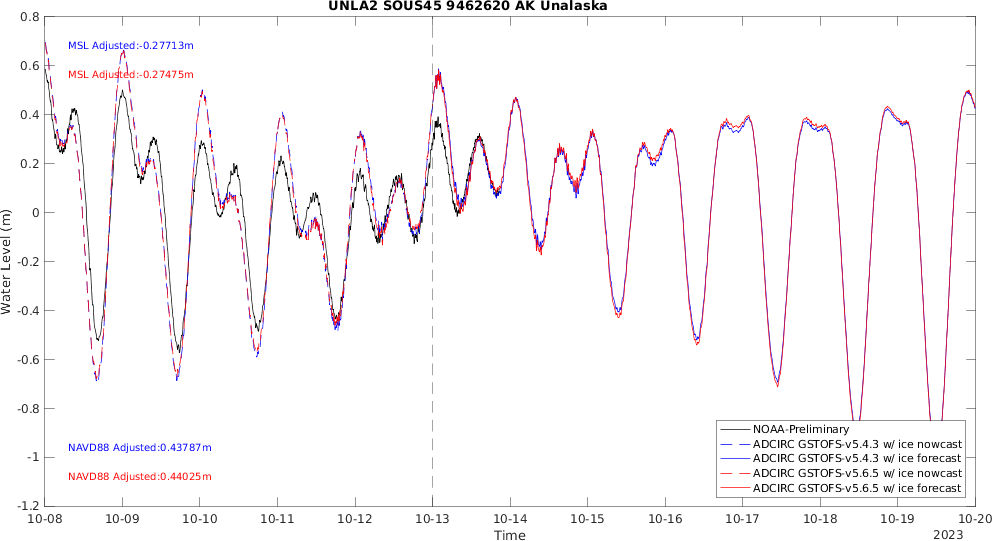 UNLA2 SOUS45 9462620 AK Unalaska
MSL Adjusted:-0.27713m
MSL Adjusted:-0.27475m
NAVD88 Adjusted:0.43787m
NAVD88 Adjusted:0.44025m
Water Level (m)
0.8
0.6
0.4
0.2
0
-0.2
-0.4
-0.6
-0.8
-1
-1.2
NOAA-Preliminary
ADCIRC GSTOFS-v5.4.3 w/ ice nowcast
ADCIRC GSTOFS-v5.4.3 w/ ice forecast
ADCIRC GSTOFS-v5.6.5 w/ ice nowcast
ADCIRC GSTOFS-v5.6.5 w/ ice forecast
10-08 10-09 10-10 10-11 10-12 10-13 10-14 10-15 10-16 10-17 10-18 10-19 10-20
Time
2023